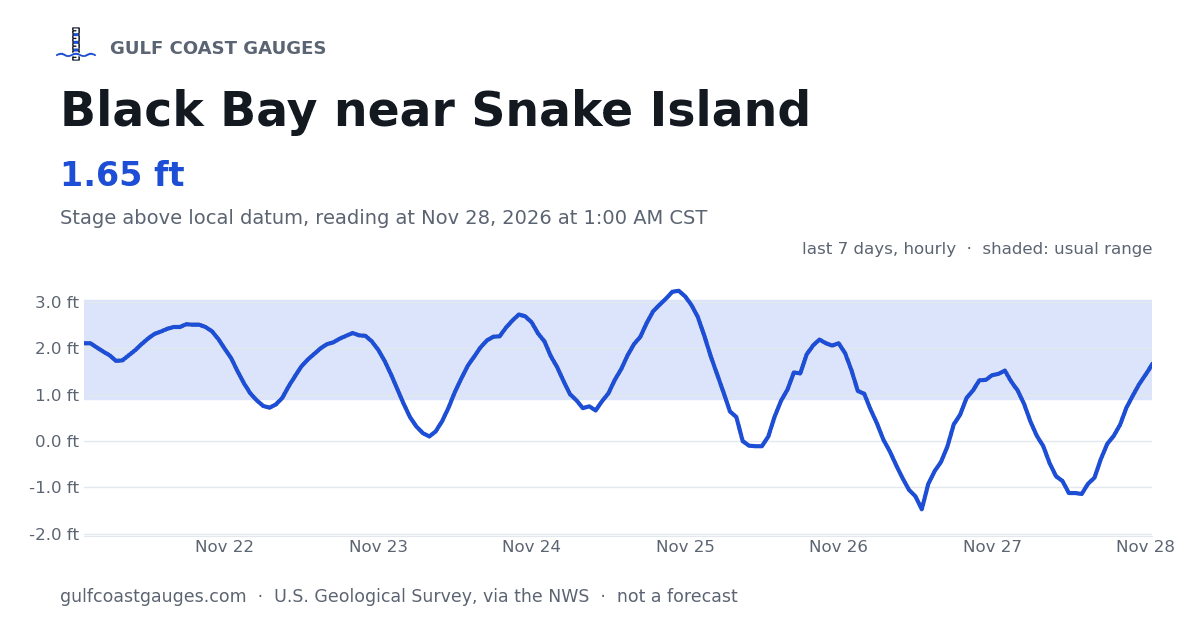 GULF COAST GAUGES
Black Bay near Snake Island
1.65 ft
Stage above local datum, reading at Nov 28, 2026 at 1:00 AM CST
last 7 days, hourly · shaded: usual range
3.0 ft
2.0 ft
1.0 ft
0.0 ft
-1.0 ft
-2.0 ft
Nov 22 Nov 23 Nov 24 Nov 25 Nov 26 Nov 27 Nov 28
gulfcoastgauges.com · U.S. Geological Survey, via the NWS · not a forecast